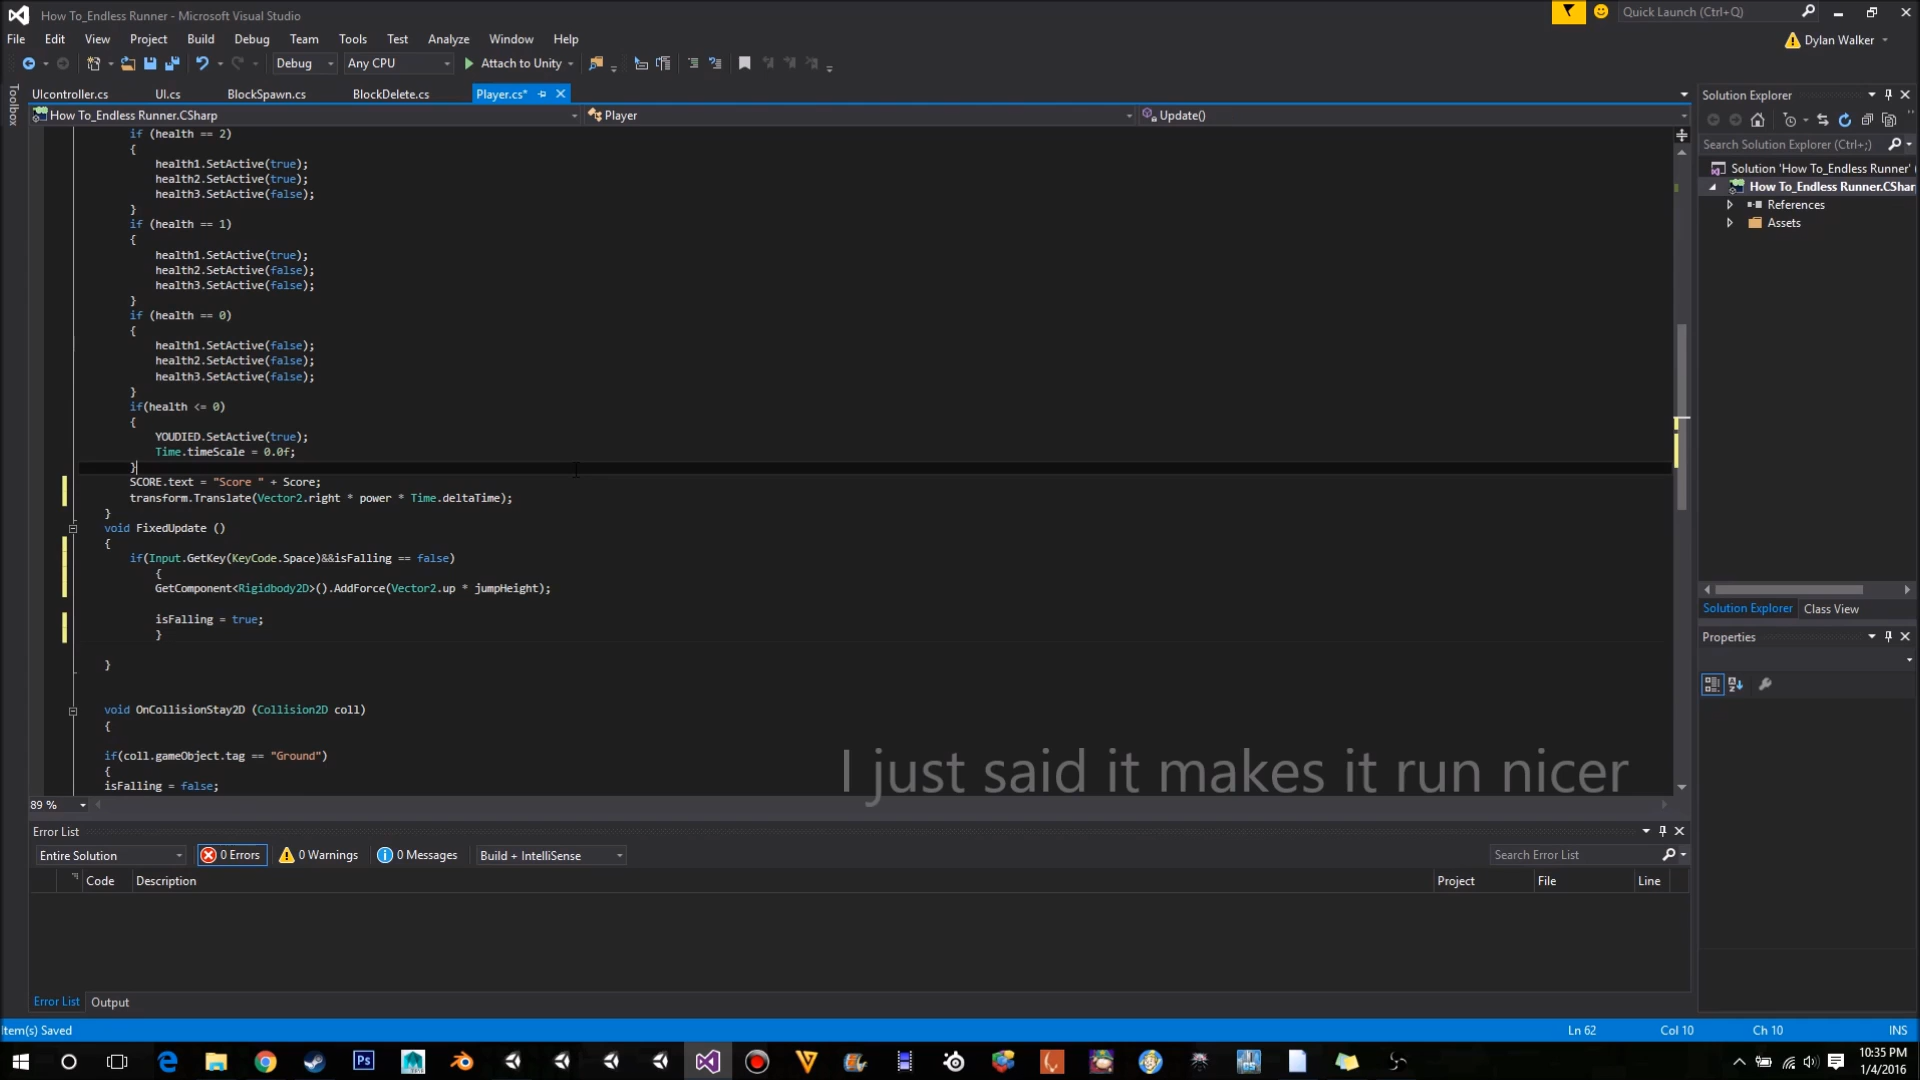 How To_Endless Runner - Microsoft Visual Studio
Quick Launch (Ctrl+Q)
File Edit View Project Build Debug Team Tools Test Analyze Window Help
Dylan Walker
Debug Any CPU Attach to Unity
Toolbox
UIcontroller.cs UI.cs BlockSpawn.cs BlockDelete.cs Player.cs*
How To_Endless Runner.CSharp Player Update()
if (health == 2)
{
health1.SetActive(true);
health2.SetActive(true);
health3.SetActive(false);
}
if (health == 1)
{
health1.SetActive(true);
health2.SetActive(false);
health3.SetActive(false);
}
if (health == 0)
{
health1.SetActive(false);
health2.SetActive(false);
health3.SetActive(false);
}
if(health <= 0)
{
YOUDIED.SetActive(true);
Time.timeScale = 0.0f;
}
SCORE.text = "Score " + Score;
transform.Translate(Vector2.right * power * Time.deltaTime);
}
void FixedUpdate ()
{
if(Input.GetKey(KeyCode.Space)&&isFalling == false)
{
GetComponent<Rigidbody2D>().AddForce(Vector2.up * jumpHeight);
isFalling = true;
}
}
void OnCollisionStay2D (Collision2D coll)
{
if(coll.gameObject.tag == "Ground")
{
isFalling = false;
I just said it makes it run nicer
89 %
Solution Explorer
Search Solution Explorer (Ctrl+;)
Solution 'How To_Endless Runner' (
How To_Endless Runner.CShar
References
Assets
Solution Explorer Class View
Properties
Error List
Entire Solution 0 Errors 0 Warnings 0 Messages Build + IntelliSense Search Error List
Code Description Project File Line
Error List Output
Item(s) Saved Ln 62 Col 10 Ch 10 INS
Ps
10:35 PM
1/4/2016